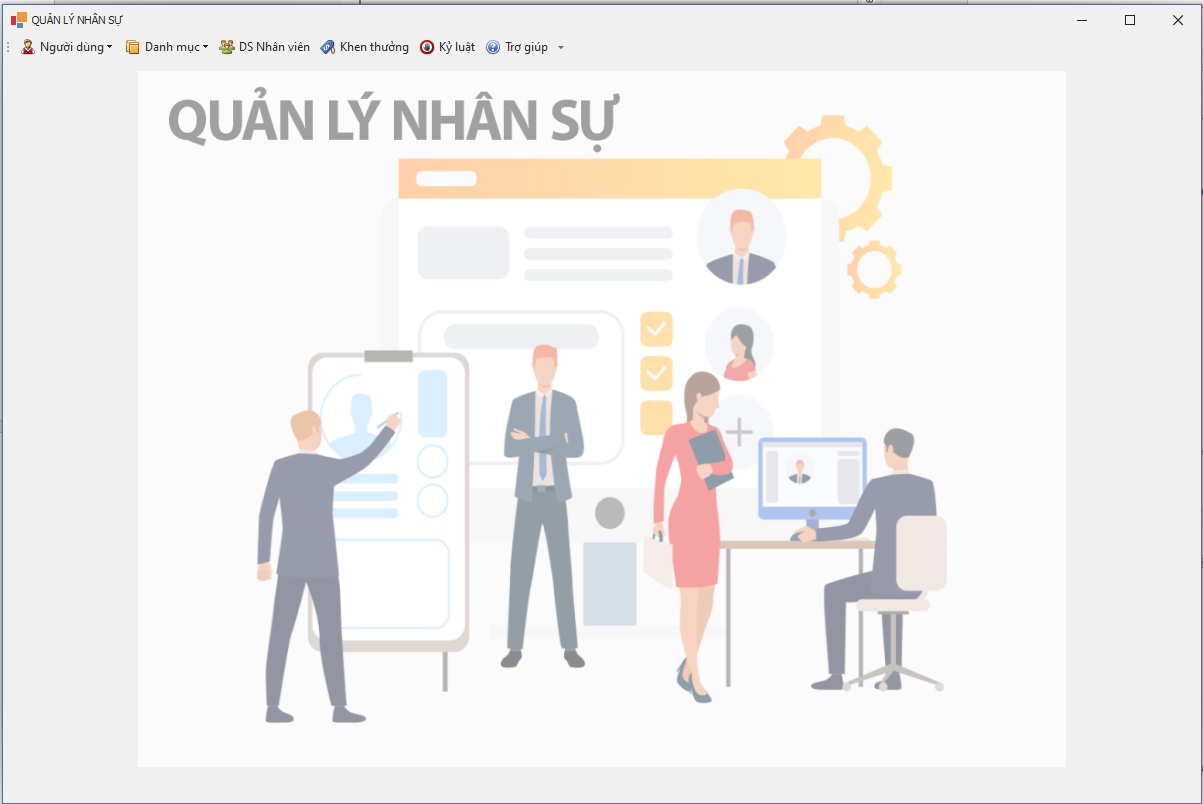 QUẢN LÝ NHÂN SỰ
Người dùng Danh mục DS Nhân viên Khen thưởng Kỷ luật Trợ giúp
QUẢN LÝ NHÂN SỰ